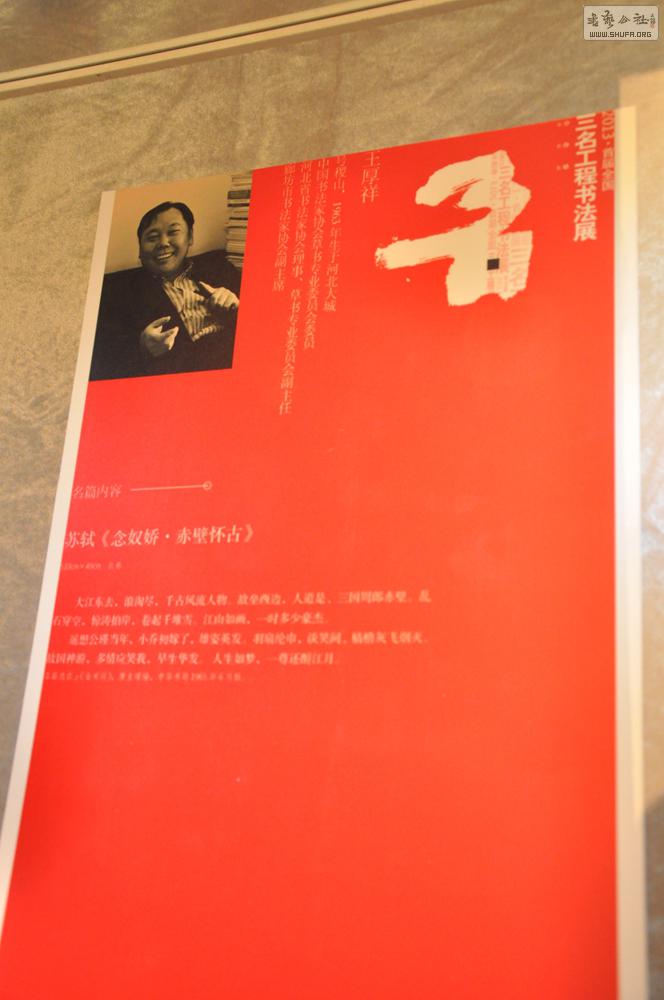 书法公社
WWW.SHUFA.ORG
2013·首届全国
三名工程书法展
名
三名工程
王厚祥
号稷山，1963年生于河北大城
中国书法家协会草书专业委员会委员
河北省书法家协会理事、草书专业委员会副主任
廊坊市书法家协会副主席
名篇内容
苏轼《念奴娇·赤壁怀古》
大江东去，浪淘尽，千古风流人物。故垒西边，人道是、三国周郎赤壁。乱
石穿空，惊涛拍岸，卷起千堆雪。江山如画，一时多少豪杰。
遥想公瑾当年，小乔初嫁了，雄姿英发。羽扇纶巾，谈笑间、樯橹灰飞烟灭。
故国神游，多情应笑我，早生华发。人生如梦，一尊还酹江月。